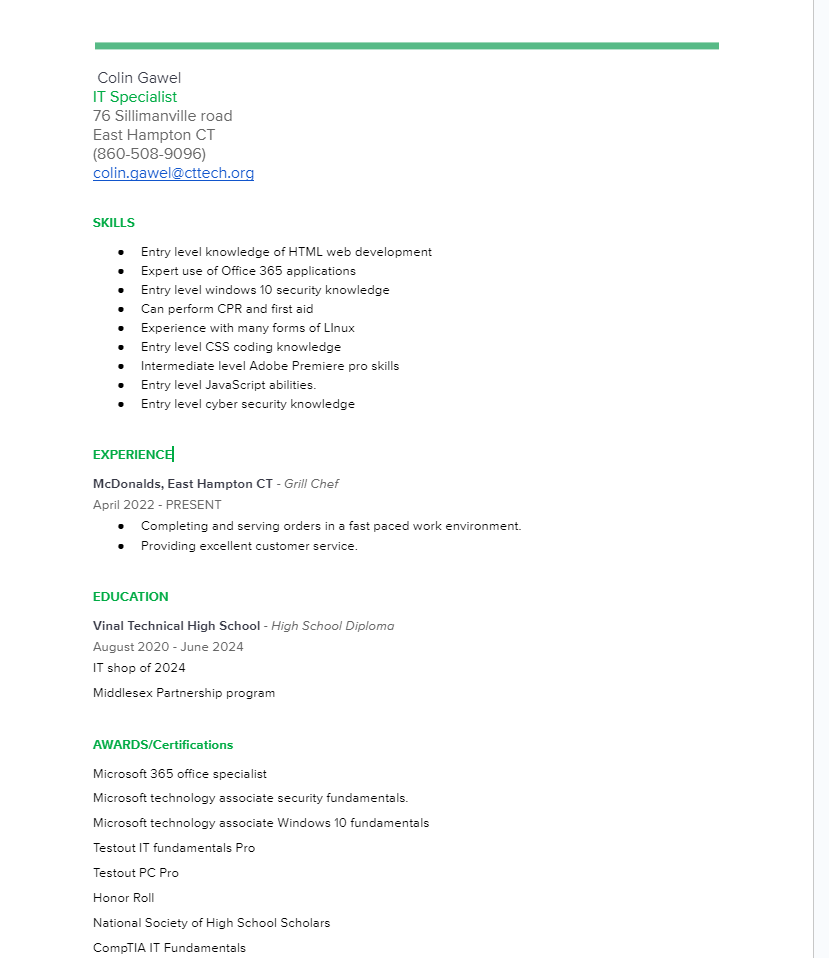 Colin Gawel
IT Specialist
76 Sillimanville road
East Hampton CT
(860-508-9096)
colin.gawel@cttech.org
SKILLS
● Entry level knowledge of HTML web development
● Expert use of Office 365 applications
● Entry level windows 10 security knowledge
● Can perform CPR and first aid
● Experience with many forms of LInux
● Entry level CSS coding knowledge
● Intermediate level Adobe Premiere pro skills
● Entry level JavaScript abilities.
● Entry level cyber security knowledge
EXPERIENCE
McDonalds, East Hampton CT - Grill Chef
April 2022 - PRESENT
● Completing and serving orders in a fast paced work environment.
● Providing excellent customer service.
EDUCATION
Vinal Technical High School - High School Diploma
August 2020 - June 2024
IT shop of 2024
Middlesex Partnership program
AWARDS/Certifications
Microsoft 365 office specialist
Microsoft technology associate security fundamentals.
Microsoft technology associate Windows 10 fundamentals
Testout IT fundamentals Pro
Testout PC Pro
Honor Roll
National Society of High School Scholars
CompTIA IT Fundamentals